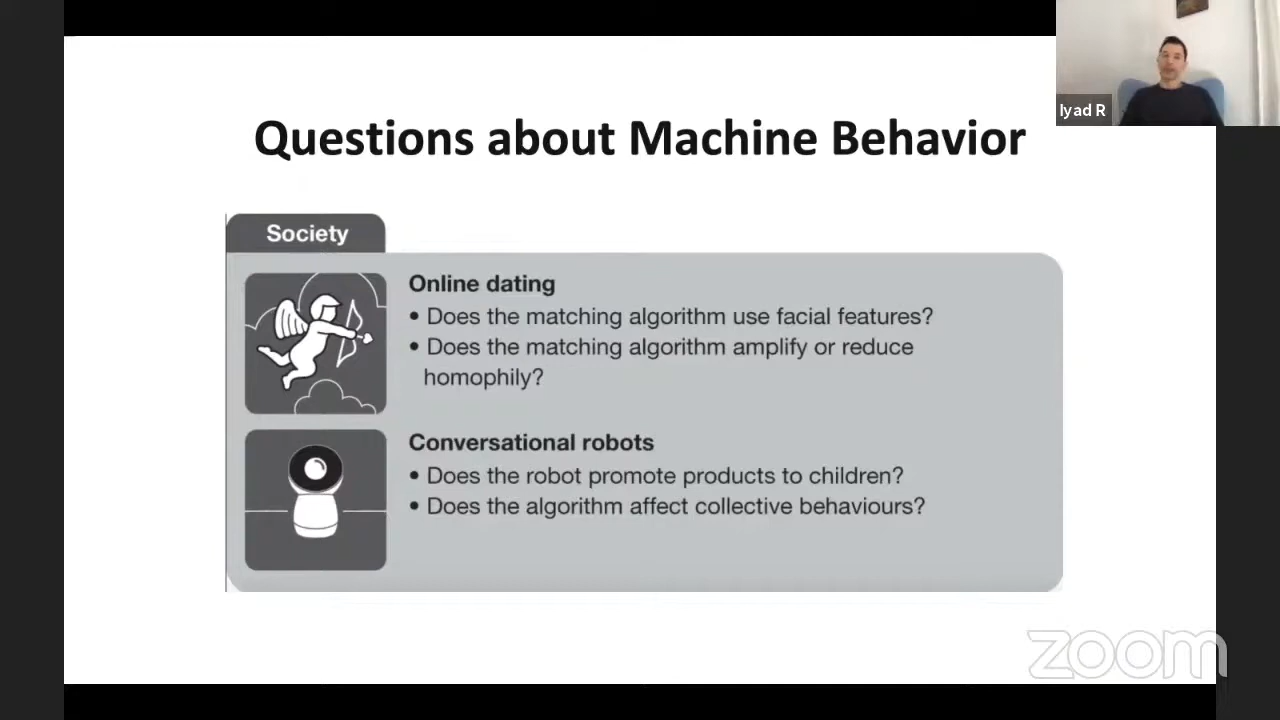 Iyad R
Questions about Machine Behavior
Society
Online dating
• Does the matching algorithm use facial features?
• Does the matching algorithm amplify or reduce
homophily?
Conversational robots
• Does the robot promote products to children?
• Does the algorithm affect collective behaviours?
zoom